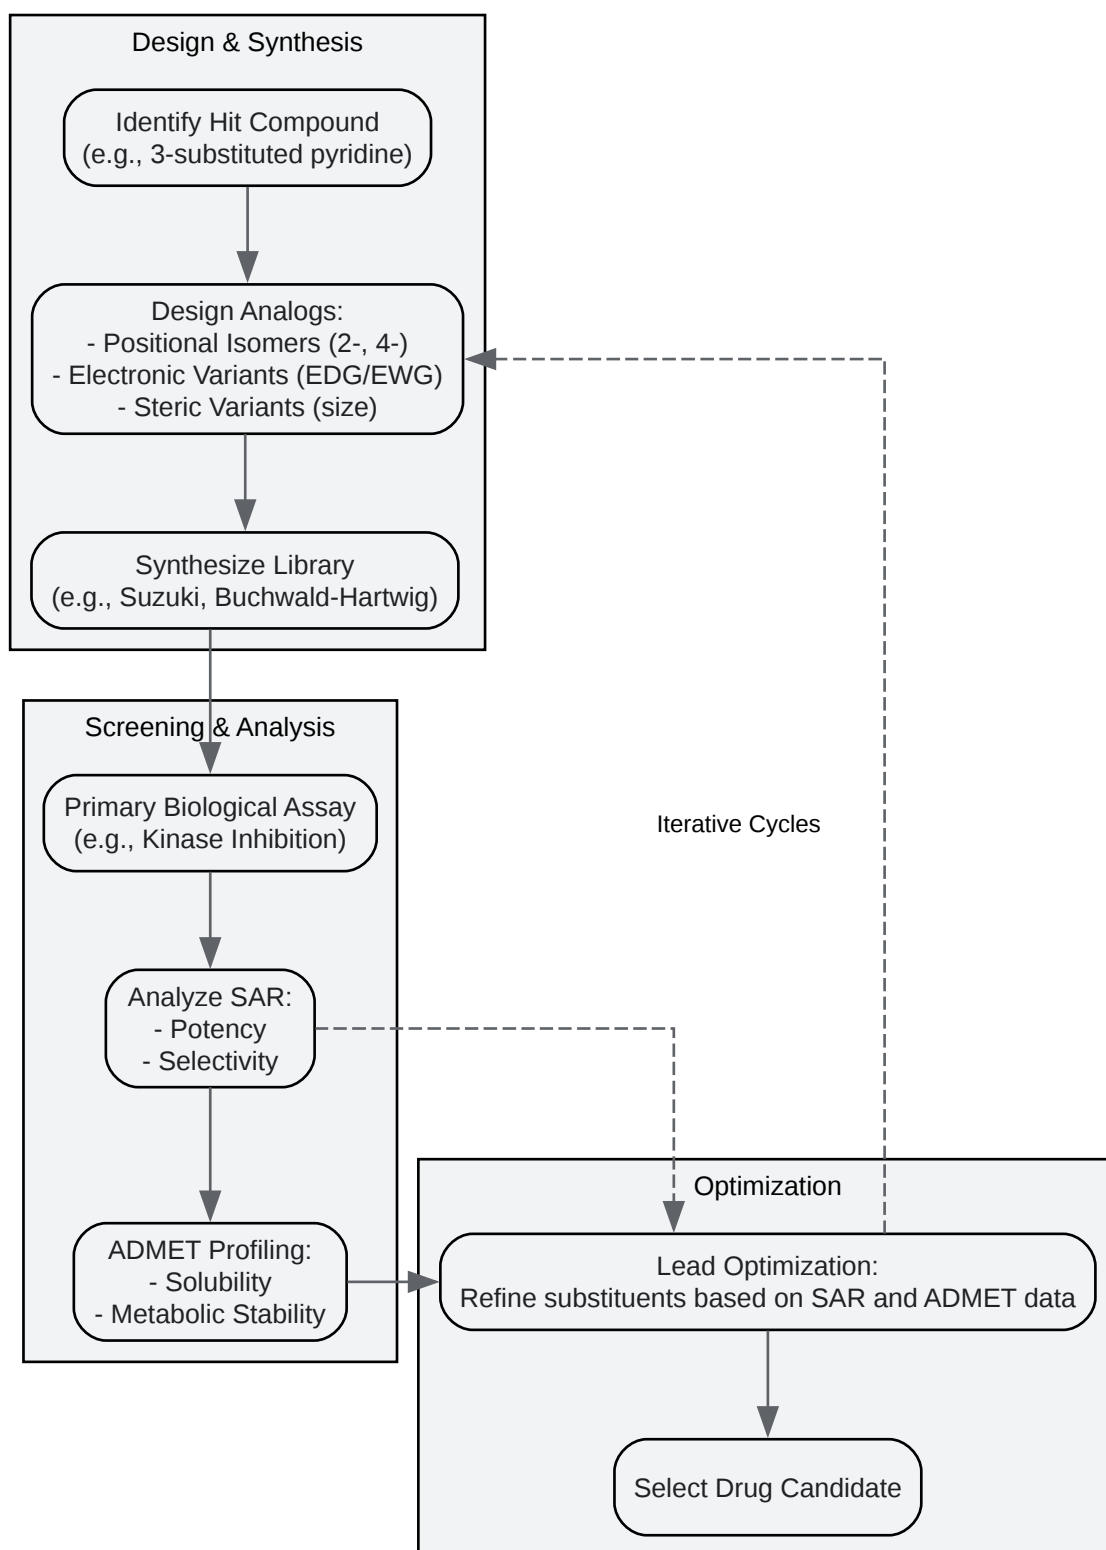 Design & Synthesis
Identify Hit Compound
(e.g., 3-substituted pyridine)
Design Analogs:
- Positional Isomers (2-, 4-)
- Electronic Variants (EDG/EWG)
- Steric Variants (size)
Synthesize Library
(e.g., Suzuki, Buchwald-Hartwig)
Screening & Analysis
Primary Biological Assay
(e.g., Kinase Inhibition)
Iterative Cycles
Analyze SAR:
- Potency
- Selectivity
ADMET Profiling:
- Solubility
- Metabolic Stability
Optimization
Lead Optimization:
Refine substituents based on SAR and ADMET data
Select Drug Candidate